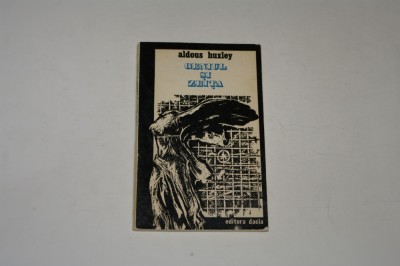 aldous huxley
GENIUL
ȘI
ZEIȚA
editura dacia